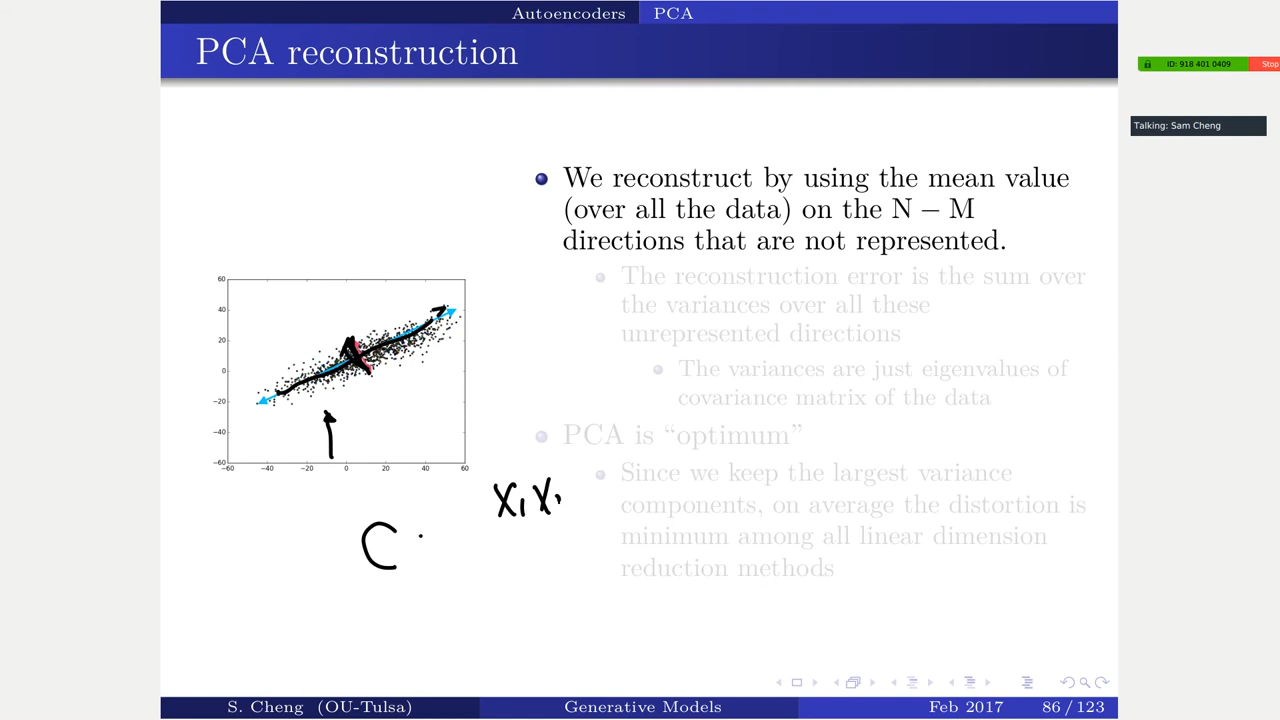 Autoencoders PCA
PCA reconstruction
ID: 918 401 0409 Stop
Talking: Sam Cheng
We reconstruct by using the mean value
(over all the data) on the N − M
directions that are not represented.
The reconstruction error is the sum over
the variances over all these
unrepresented directions
The variances are just eigenvalues of
covariance matrix of the data
PCA is “optimum”
Since we keep the largest variance
components, on average the distortion is
minimum among all linear dimension
reduction methods
60
40
20
0
−20
−40
−60
−60 −40 −20 0 20 40 60
X₁X,
C
S. Cheng (OU-Tulsa) Generative Models Feb 2017 86 / 123